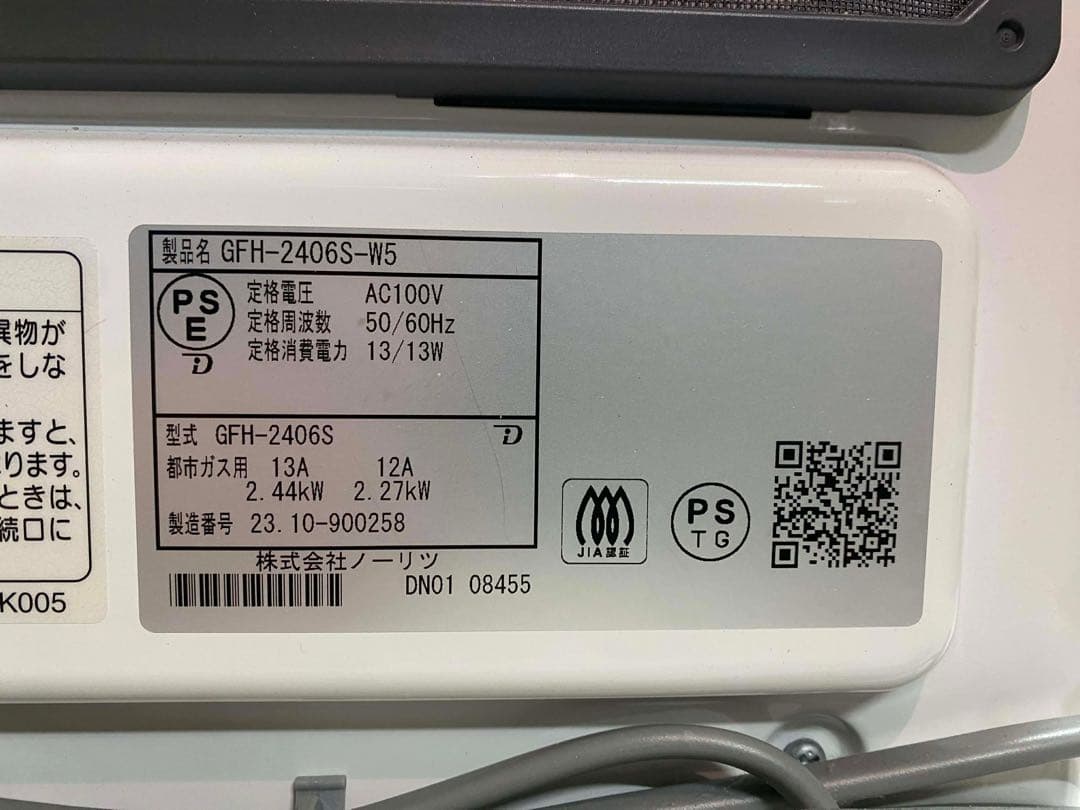 異物が
をしな
ますと、
ります。
ときは、
続口に
K005
製品名 GFH-2406S-W5
PSE
定格電圧 AC100V
定格周波数 50/60Hz
定格消費電力 13/13W
型式 GFH-2406S
都市ガス用 13A 12A
2.44kW 2.27kW
製造番号 23.10-900258
株式会社ノーリツ
DN01 08455
JIA認証
PS
TG